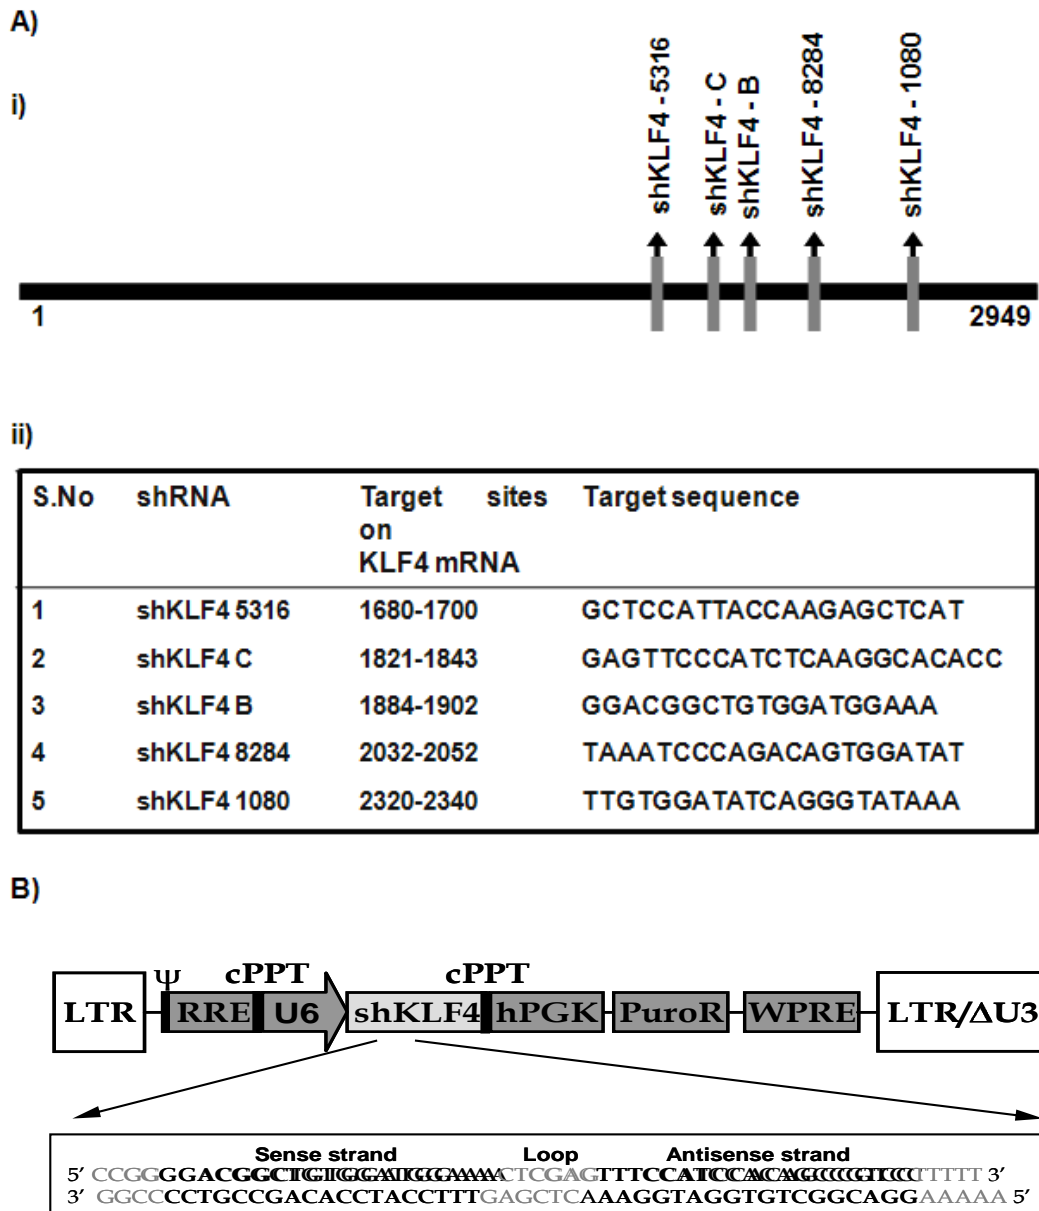 A)
i)
shKLF4 - 5316
shKLF4 - C
shKLF4 - B
shKLF4 - 8284
shKLF4 - 1080
1
2949
ii)
S.No shRNA Target sites on KLF4 mRNA Target sequence
1 shKLF4 5316 1680-1700 GCTCCATTACCAAGAGCTCAT
2 shKLF4 C 1821-1843 GAGTTCCCATCTCAAGGCACACC
3 shKLF4 B 1884-1902 GGACGGCTGTGGATGGAAA
4 shKLF4 8284 2032-2052 TAAATCCCAGACAGTGGATAT
5 shKLF4 1080 2320-2340 TTGTGGATATCAGGGTATAAA
B)
Ψ cPPT cPPT
LTR RRE U6 shKLF4 hPGK PuroR WPRE LTR/ΔU3
Sense strand Loop Antisense strand
5′ 3′
3′ GGCCCCTGCCGACACCTACCTTTGAGCTCAAAGGTAGGTGTCGGCAGGAAAAA 5′